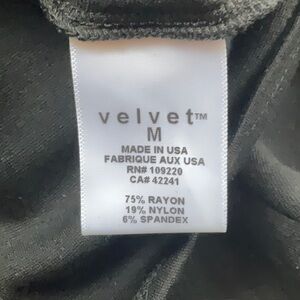 velvet™
M
MADE IN USA
FABRIQUE AUX USA
RN# 109220
CA# 42241
75% RAYON
19% NYLON
6% SPANDEX